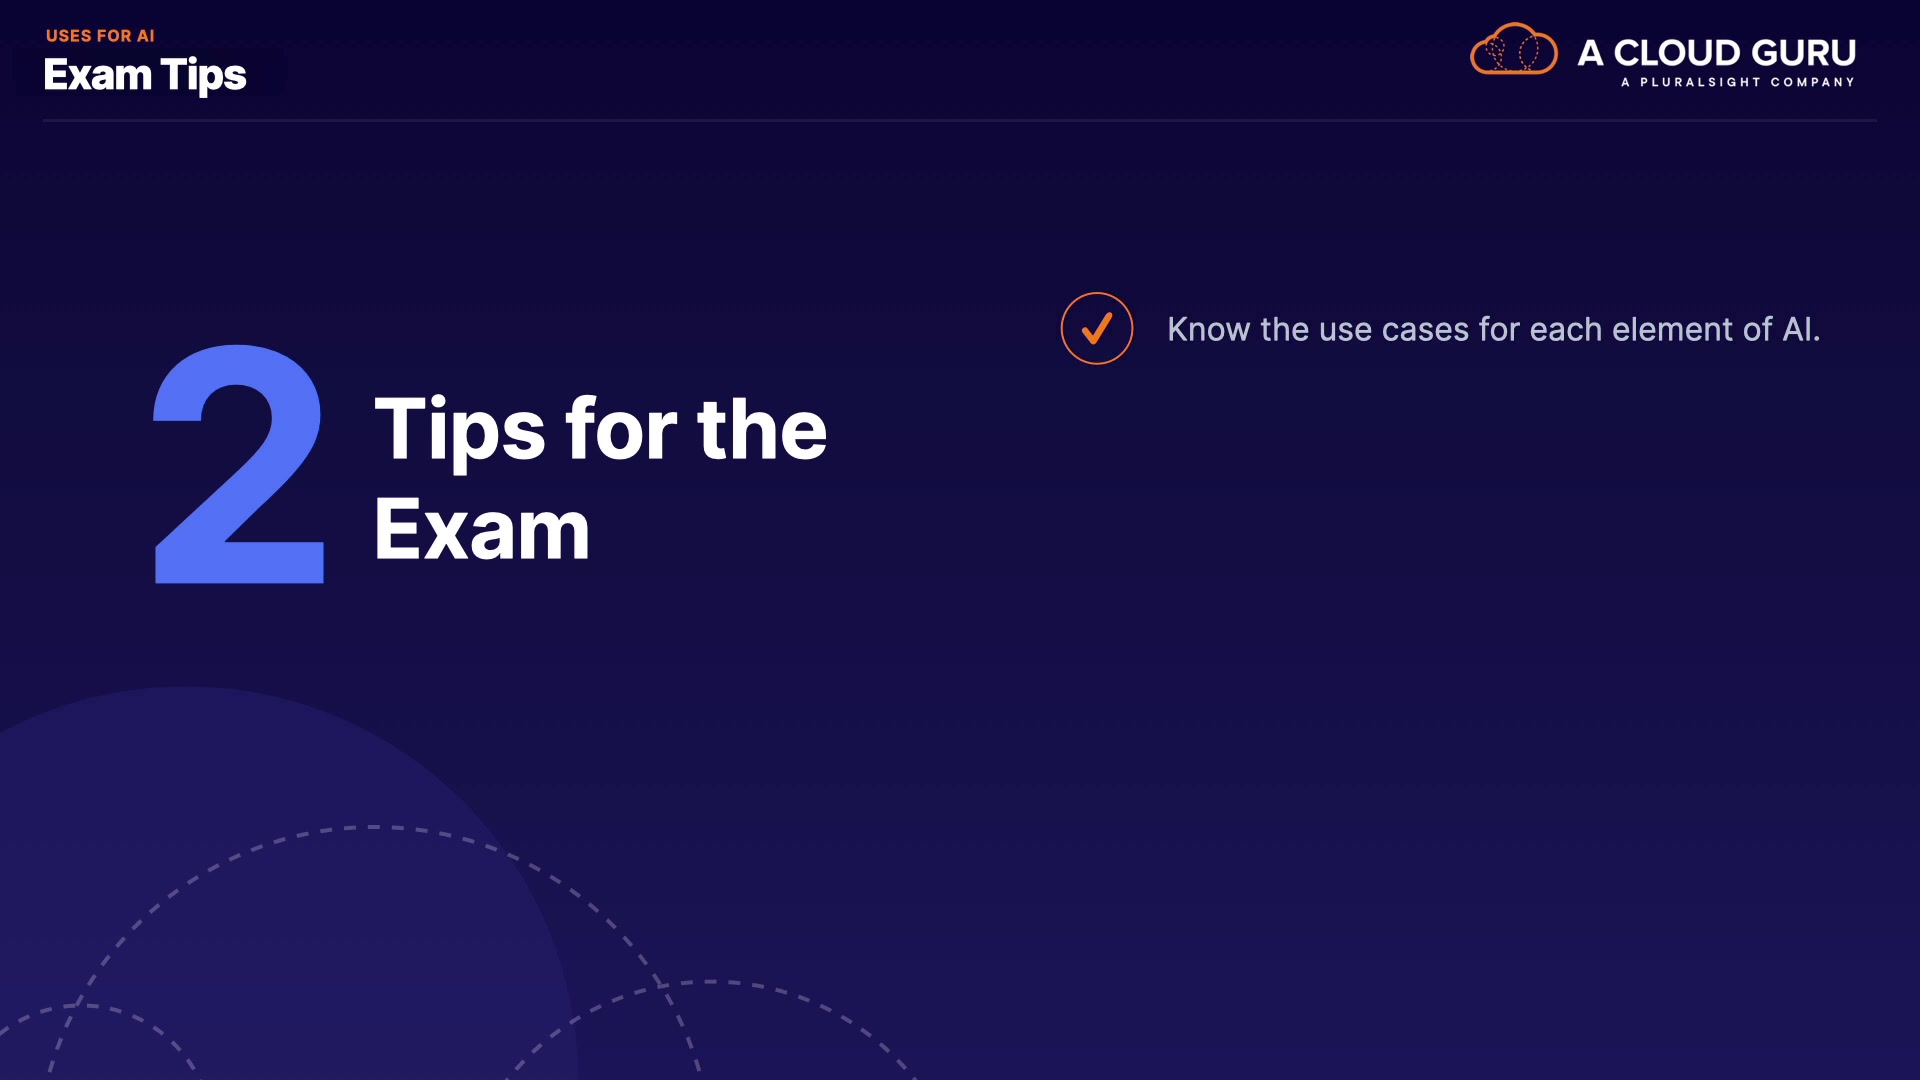 USES FOR AI
Exam Tips
A CLOUD GURU
A PLURALSIGHT COMPANY
2
Tips for the
Exam
Know the use cases for each element of AI.